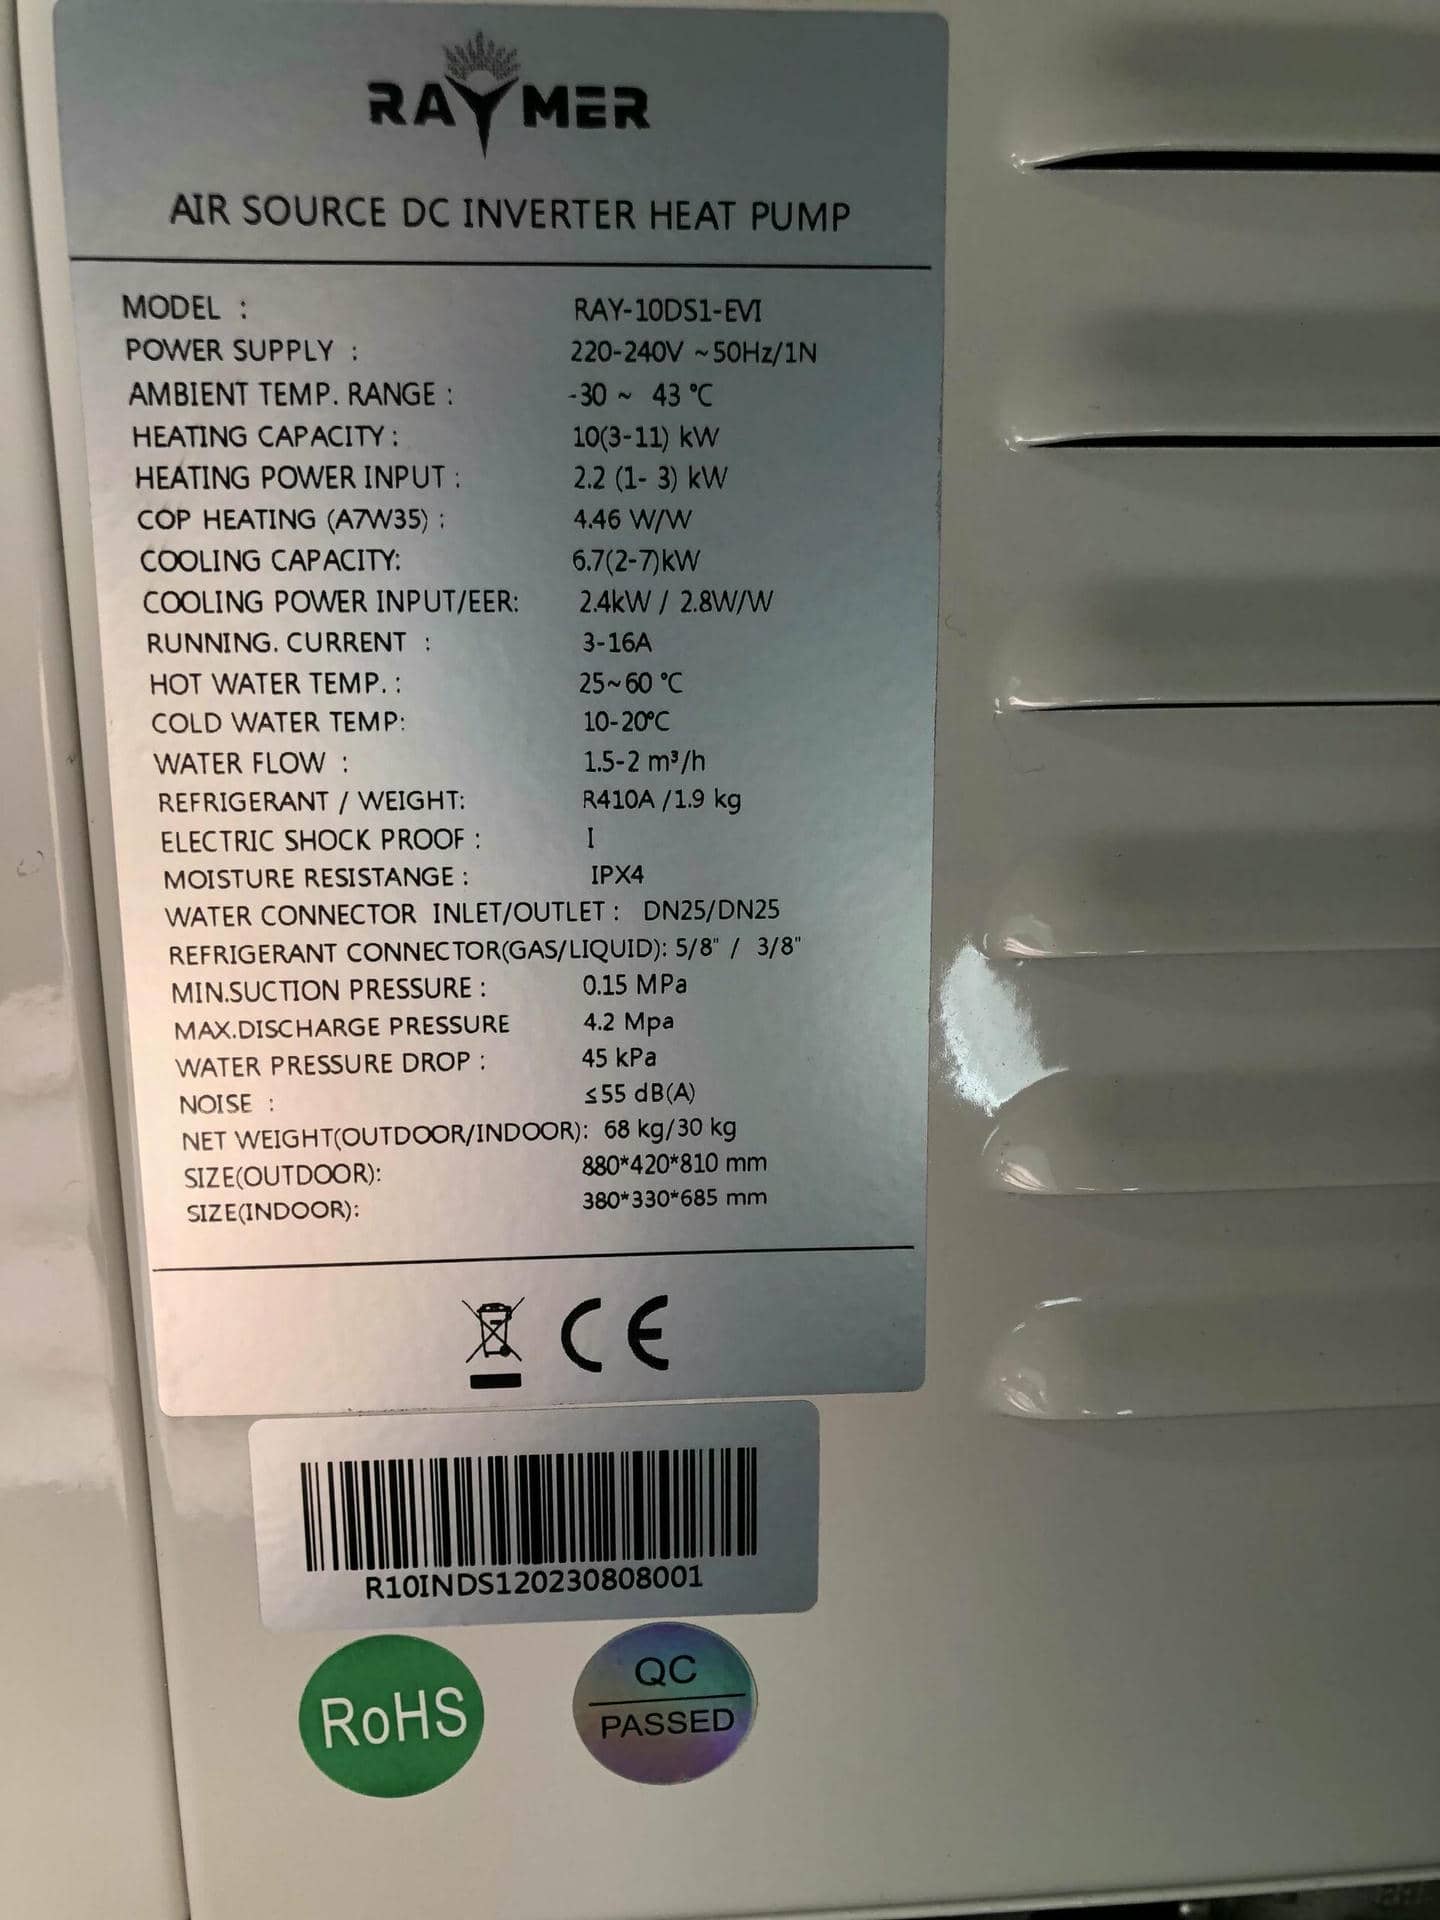 RAYMER
AIR SOURCE DC INVERTER HEAT PUMP
MODEL : RAY-10DS1-EVI
POWER SUPPLY : 220-240V ~50Hz/1N
AMBIENT TEMP. RANGE : -30 ~ 43 ℃
HEATING CAPACITY : 10(3-11) kW
HEATING POWER INPUT : 2.2 (1- 3) kW
COP HEATING (A7W35) : 4.46 W/W
COOLING CAPACITY: 6.7(2-7)kW
COOLING POWER INPUT/EER: 2.4kW / 2.8W/W
RUNNING. CURRENT : 3-16A
HOT WATER TEMP. : 25~60 ℃
COLD WATER TEMP: 10-20℃
WATER FLOW : 1.5-2 m³/h
REFRIGERANT / WEIGHT: R410A /1.9 kg
ELECTRIC SHOCK PROOF : I
MOISTURE RESISTANGE : IPX4
WATER CONNECTOR INLET/OUTLET : DN25/DN25
REFRIGERANT CONNECTOR(GAS/LIQUID): 5/8" / 3/8"
MIN.SUCTION PRESSURE : 0.15 MPa
MAX.DISCHARGE PRESSURE 4.2 Mpa
WATER PRESSURE DROP : 45 kPa
NOISE : ≤55 dB(A)
NET WEIGHT(OUTDOOR/INDOOR): 68 kg/30 kg
SIZE(OUTDOOR): 880*420*810 mm
SIZE(INDOOR): 380*330*685 mm
CE
R10INDS120230808001
RoHS
QC
PASSED